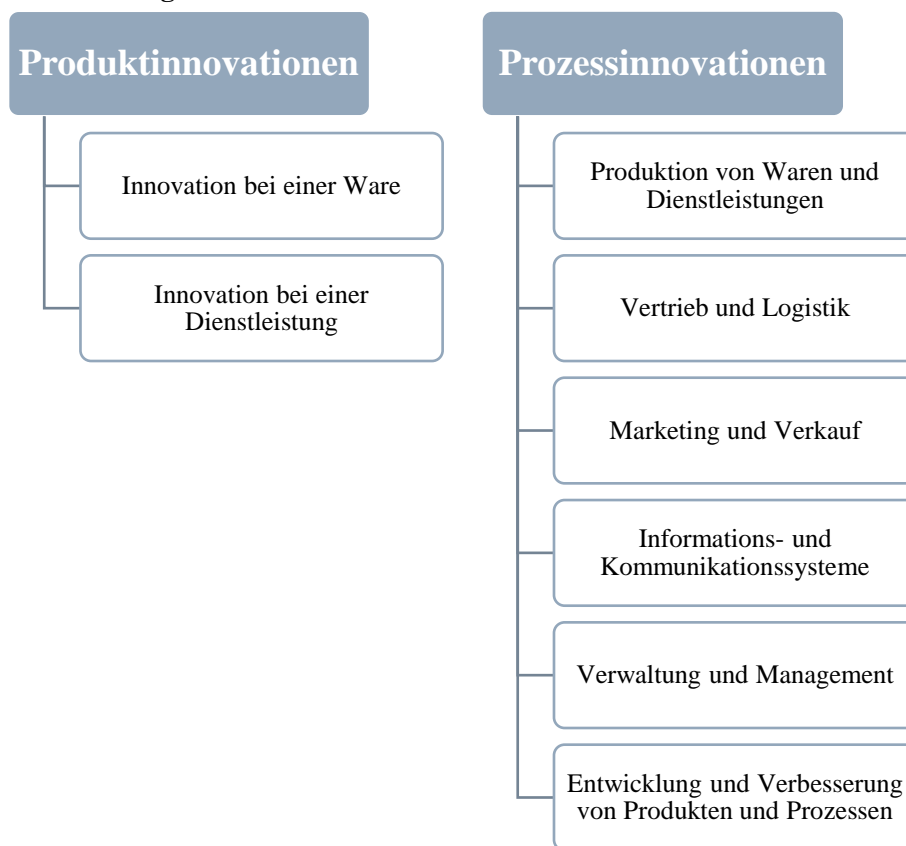 Produktinnovationen
Innovation bei einer Ware
Innovation bei einer
Dienstleistung
Prozessinnovationen
Produktion von Waren und
Dienstleistungen
Vertrieb und Logistik
Marketing und Verkauf
Informations- und
Kommunikationssysteme
Verwaltung und Management
Entwicklung und Verbesserung
von Produkten und Prozessen